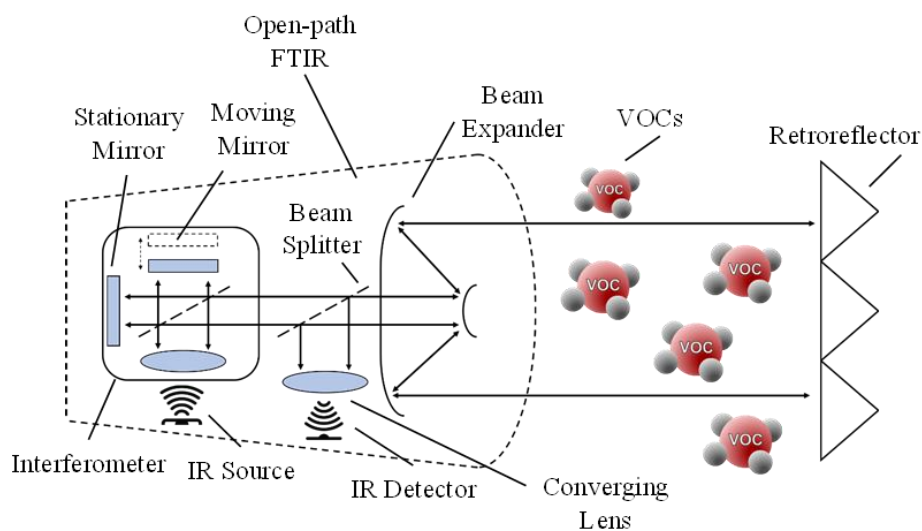 Open-path
FTIR
Stationary
Mirror
Moving
Mirror
Beam
Splitter
Beam
Expander
VOCs
Retroreflector
VOC
VOC
VOC
VOC
VOC
Interferometer
IR Source
IR Detector
Converging
Lens